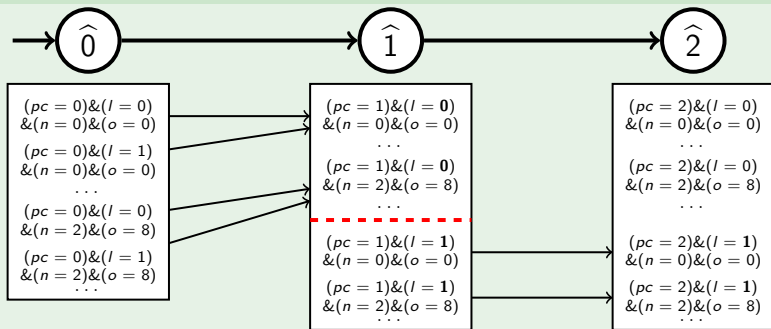 0̂
1̂
2̂
(pc = 0)&(l = 0)
&(n = 0)&(o = 0)
(pc = 0)&(l = 1)
&(n = 0)&(o = 0)
...
(pc = 0)&(l = 0)
&(n = 2)&(o = 8)
(pc = 0)&(l = 1)
&(n = 2)&(o = 8)
...
(pc = 1)&(l = 0)
&(n = 0)&(o = 0)
...
(pc = 1)&(l = 0)
&(n = 2)&(o = 8)
...
(pc = 1)&(l = 1)
&(n = 0)&(o = 0)
(pc = 1)&(l = 1)
&(n = 2)&(o = 8)
...
(pc = 2)&(l = 0)
&(n = 0)&(o = 0)
...
(pc = 2)&(l = 0)
&(n = 2)&(o = 8)
...
(pc = 2)&(l = 1)
&(n = 0)&(o = 0)
(pc = 2)&(l = 1)
&(n = 2)&(o = 8)
...